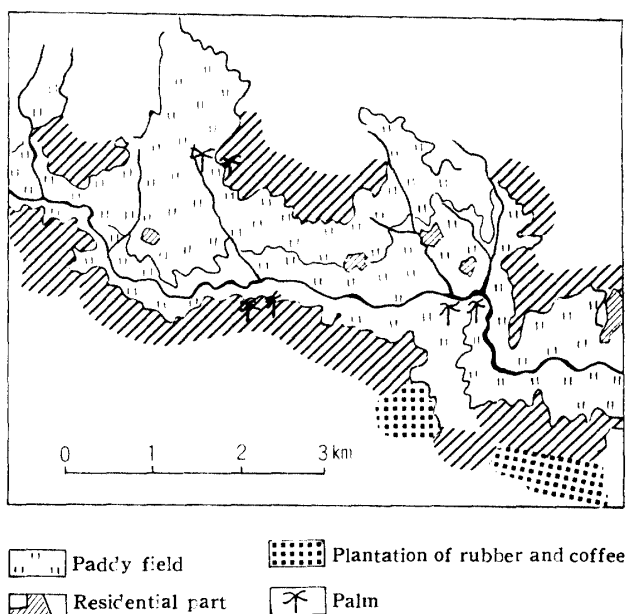 0 1 2 3 km
Paddy field
Plantation of rubber and coffee
Residential part
Palm